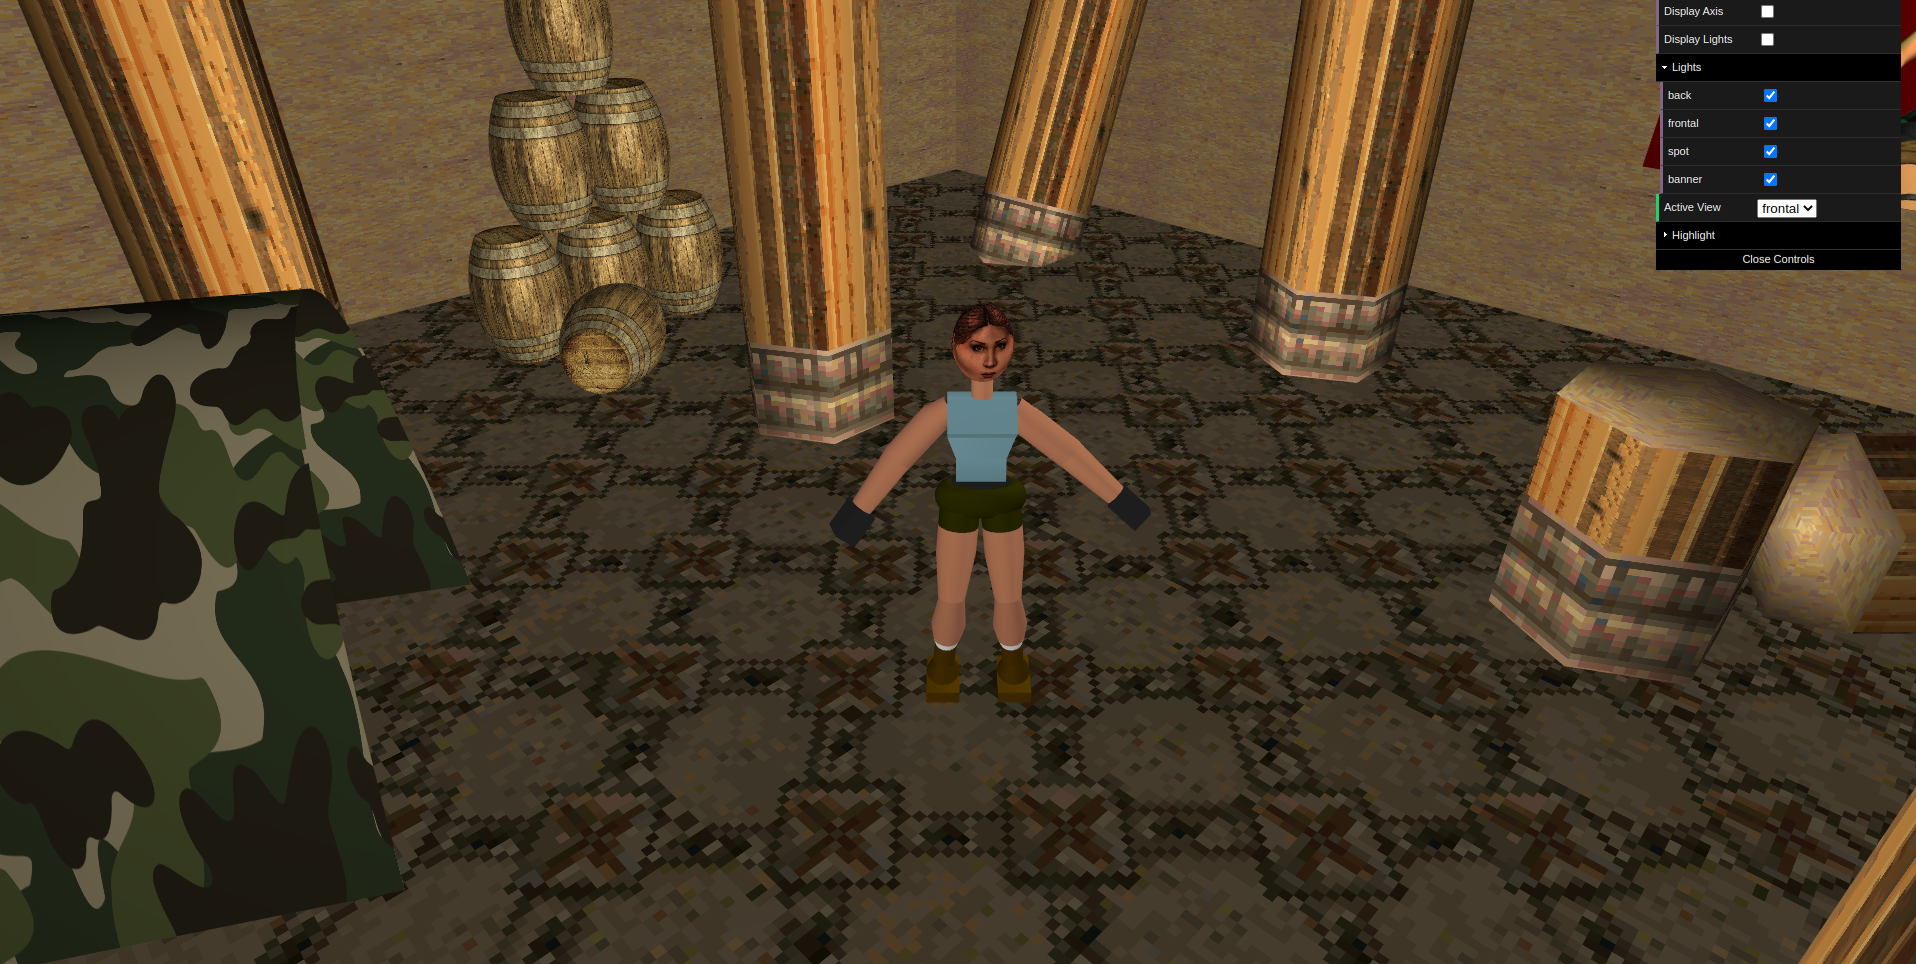 Display Axis
Display Lights
Lights
back
frontal
spot
banner
Active View frontal
Highlight
Close Controls